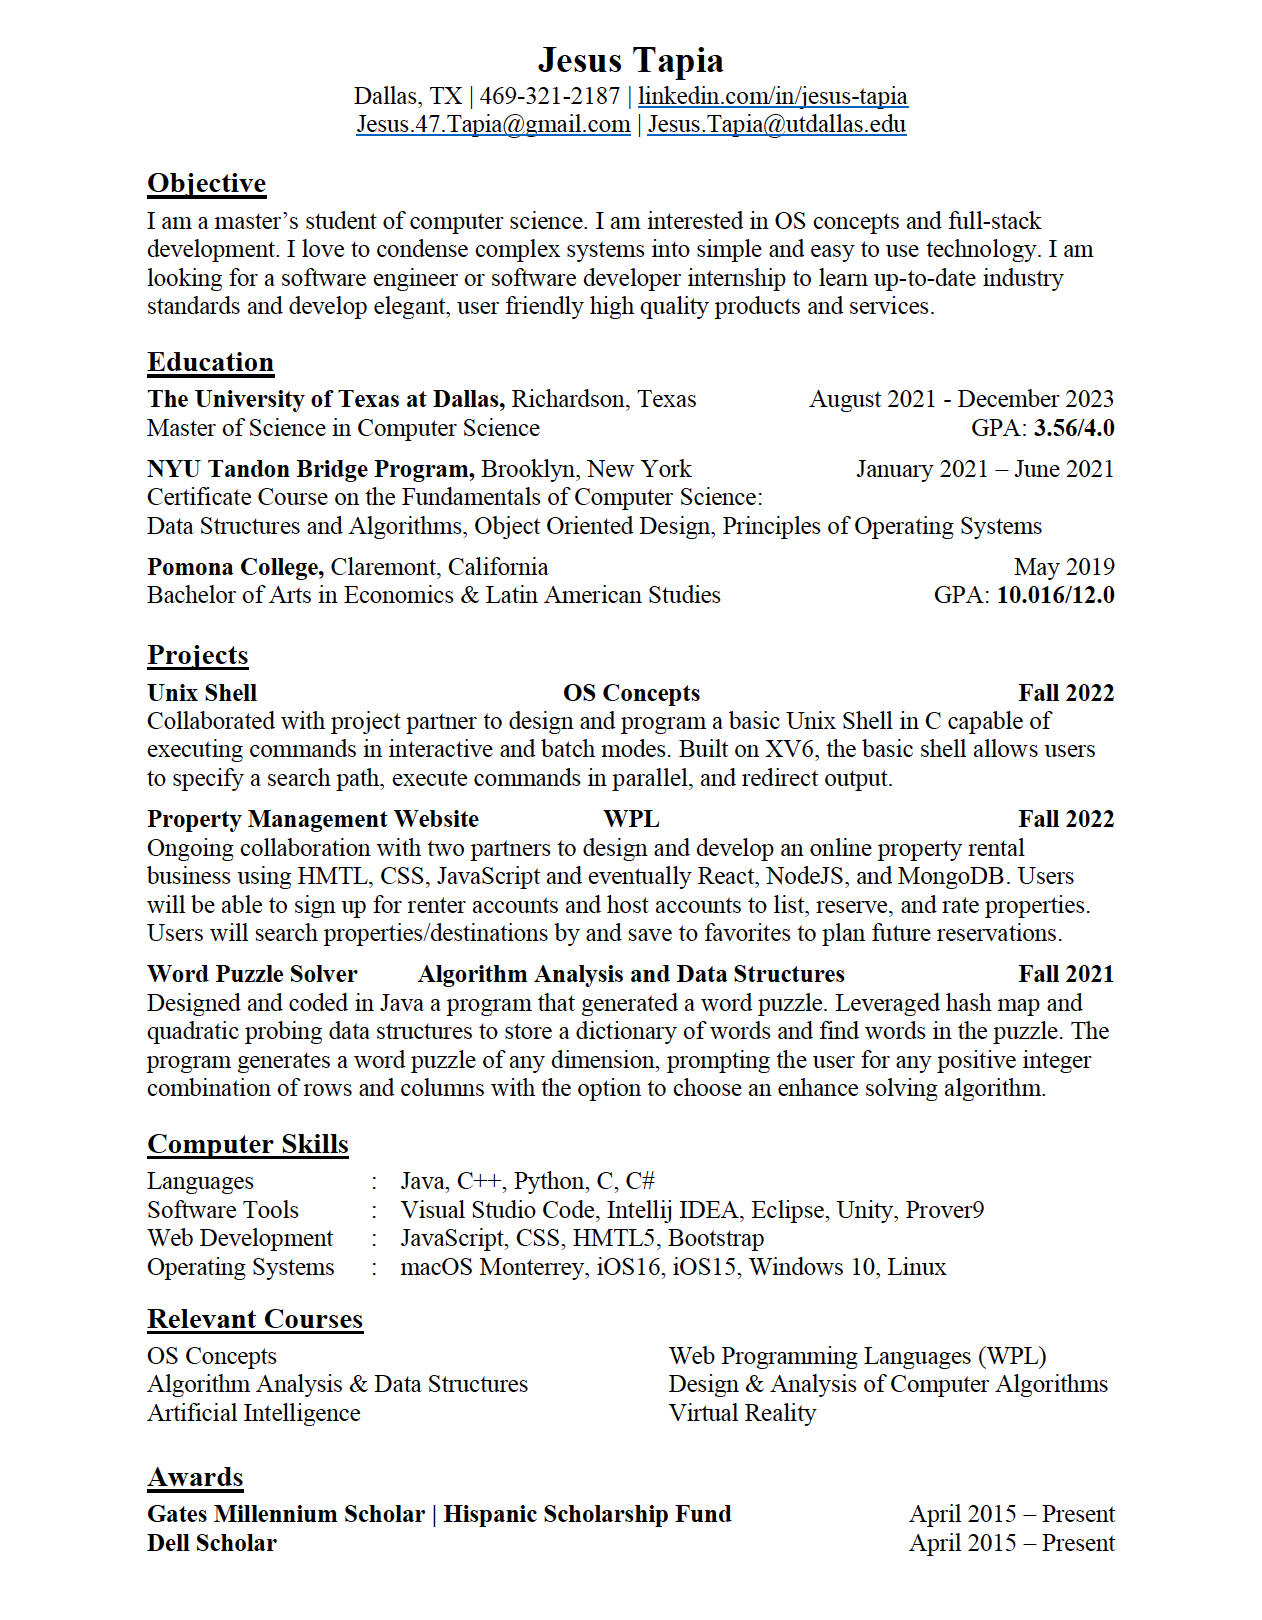 Jesus Tapia
Dallas, TX | 469-321-2187 | linkedin.com/in/jesus-tapia
Jesus.47.Tapia@gmail.com | Jesus.Tapia@utdallas.edu
Objective
I am a master’s student of computer science. I am interested in OS concepts and full-stack
development. I love to condense complex systems into simple and easy to use technology. I am
looking for a software engineer or software developer internship to learn up-to-date industry
standards and develop elegant, user friendly high quality products and services.
Education
The University of Texas at Dallas, Richardson, Texas August 2021 - December 2023
Master of Science in Computer Science GPA: 3.56/4.0
NYU Tandon Bridge Program, Brooklyn, New York January 2021 – June 2021
Certificate Course on the Fundamentals of Computer Science:
Data Structures and Algorithms, Object Oriented Design, Principles of Operating Systems
Pomona College, Claremont, California May 2019
Bachelor of Arts in Economics & Latin American Studies GPA: 10.016/12.0
Projects
Unix Shell OS Concepts Fall 2022
Collaborated with project partner to design and program a basic Unix Shell in C capable of
executing commands in interactive and batch modes. Built on XV6, the basic shell allows users
to specify a search path, execute commands in parallel, and redirect output.
Property Management Website WPL Fall 2022
Ongoing collaboration with two partners to design and develop an online property rental
business using HMTL, CSS, JavaScript and eventually React, NodeJS, and MongoDB. Users
will be able to sign up for renter accounts and host accounts to list, reserve, and rate properties.
Users will search properties/destinations by and save to favorites to plan future reservations.
Word Puzzle Solver Algorithm Analysis and Data Structures Fall 2021
Designed and coded in Java a program that generated a word puzzle. Leveraged hash map and
quadratic probing data structures to store a dictionary of words and find words in the puzzle. The
program generates a word puzzle of any dimension, prompting the user for any positive integer
combination of rows and columns with the option to choose an enhance solving algorithm.
Computer Skills
Languages : Java, C++, Python, C, C#
Software Tools : Visual Studio Code, Intellij IDEA, Eclipse, Unity, Prover9
Web Development : JavaScript, CSS, HMTL5, Bootstrap
Operating Systems : macOS Monterrey, iOS16, iOS15, Windows 10, Linux
Relevant Courses
OS Concepts Web Programming Languages (WPL)
Algorithm Analysis & Data Structures Design & Analysis of Computer Algorithms
Artificial Intelligence Virtual Reality
Awards
Gates Millennium Scholar | Hispanic Scholarship Fund April 2015 – Present
Dell Scholar April 2015 – Present